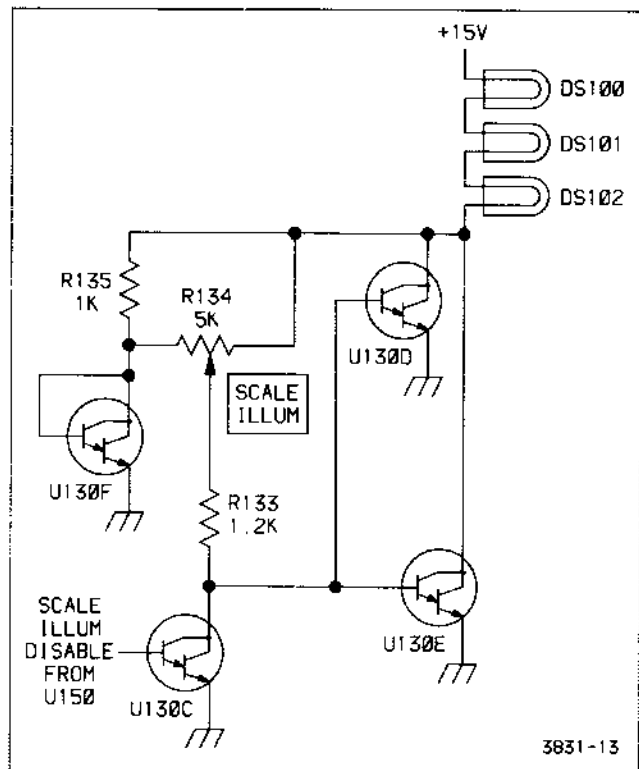 +15V
DS100
DS101
DS102
R135
1K
R134
5K
U130D
SCALE
ILLUM
U130F
R133
1.2K
SCALE
ILLUM
DISABLE
FROM
U150
U130C
U130E
3831-13